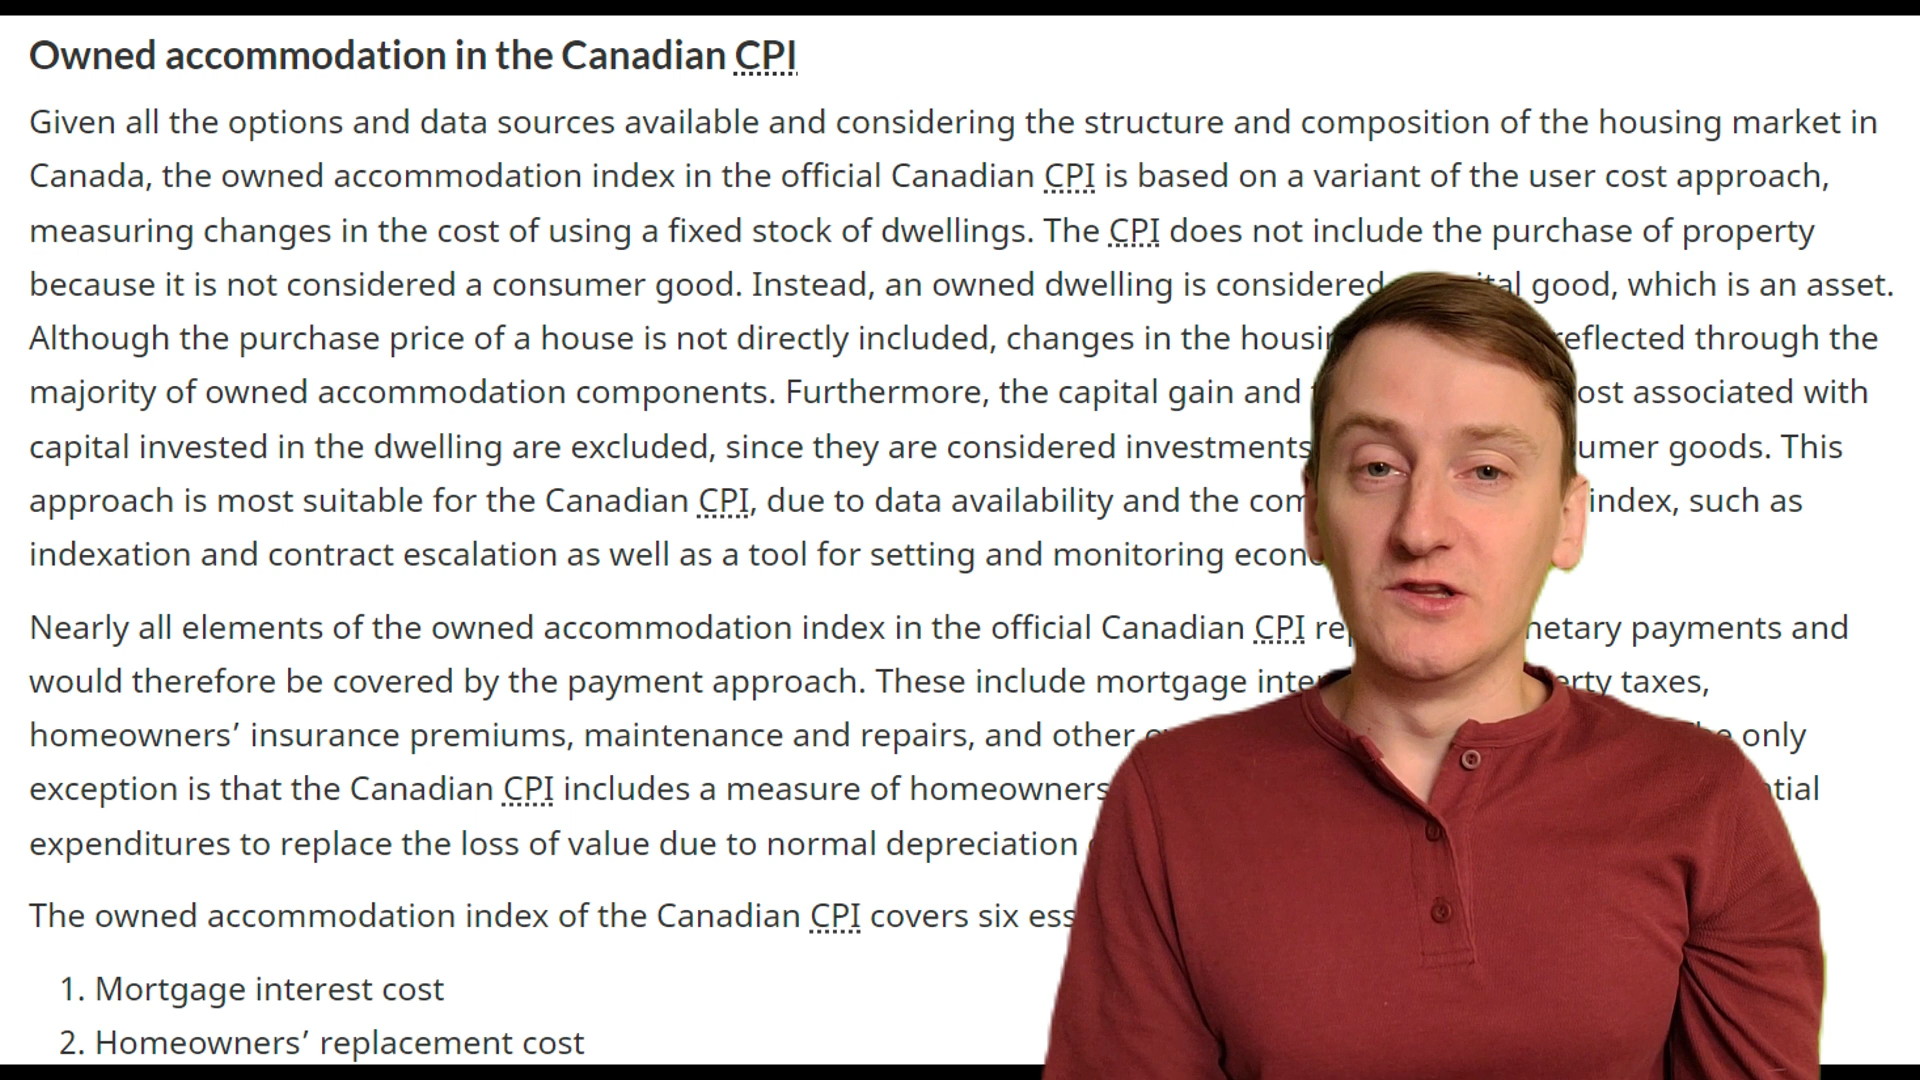 Owned accommodation in the Canadian CPI
Given all the options and data sources available and considering the structure and composition of the housing market in
Canada, the owned accommodation index in the official Canadian CPI is based on a variant of the user cost approach,
measuring changes in the cost of using a fixed stock of dwellings. The CPI does not include the purchase of property
because it is not considered a consumer good. Instead, an owned dwelling is considered good, which is an asset.
Although the purchase price of a house is not directly included, changes in the reflected through the
majority of owned accommodation components. Furthermore, the capital gain and associated with
capital invested in the dwelling are excluded, since they are considered investments goods. This
approach is most suitable for the Canadian CPI, due to data availability and the index, such as
indexation and contract escalation as well as a tool for setting and monitoring
Nearly all elements of the owned accommodation index in the official Canadian CPI payments and
would therefore be covered by the payment approach. These include mortgage taxes,
homeowners’ insurance premiums, maintenance and repairs, and other only
exception is that the Canadian CPI includes a measure of homeowners
expenditures to replace the loss of value due to normal depreciation
The owned accommodation index of the Canadian CPI covers six
1. Mortgage interest cost
2. Homeowners’ replacement cost